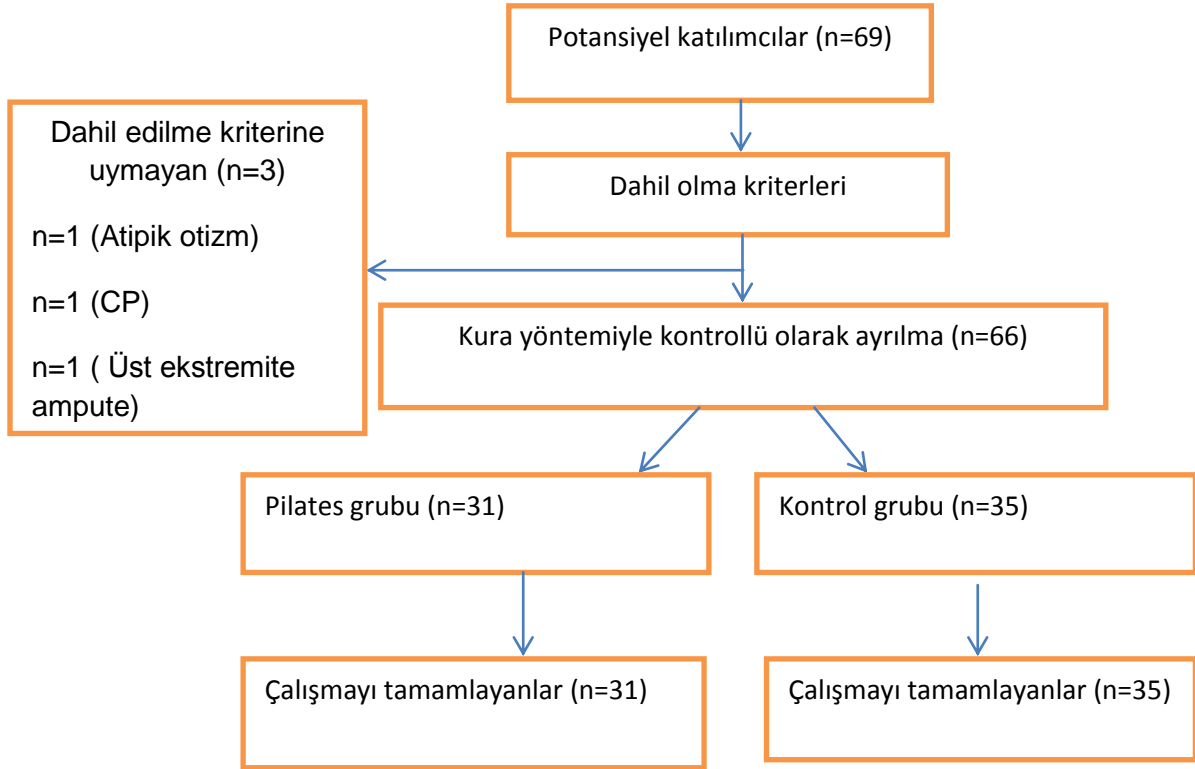 Potansiyel katılımcılar (n=69)
Dahil edilme kriterine
uymayan (n=3)
n=1 (Atipik otizm)
n=1 (CP)
n=1 ( Üst ekstremite
ampute)
Dahil olma kriterleri
Kura yöntemiyle kontrollü olarak ayrılma (n=66)
Pilates grubu (n=31)
Kontrol grubu (n=35)
Çalışmayı tamamlayanlar (n=31)
Çalışmayı tamamlayanlar (n=35)